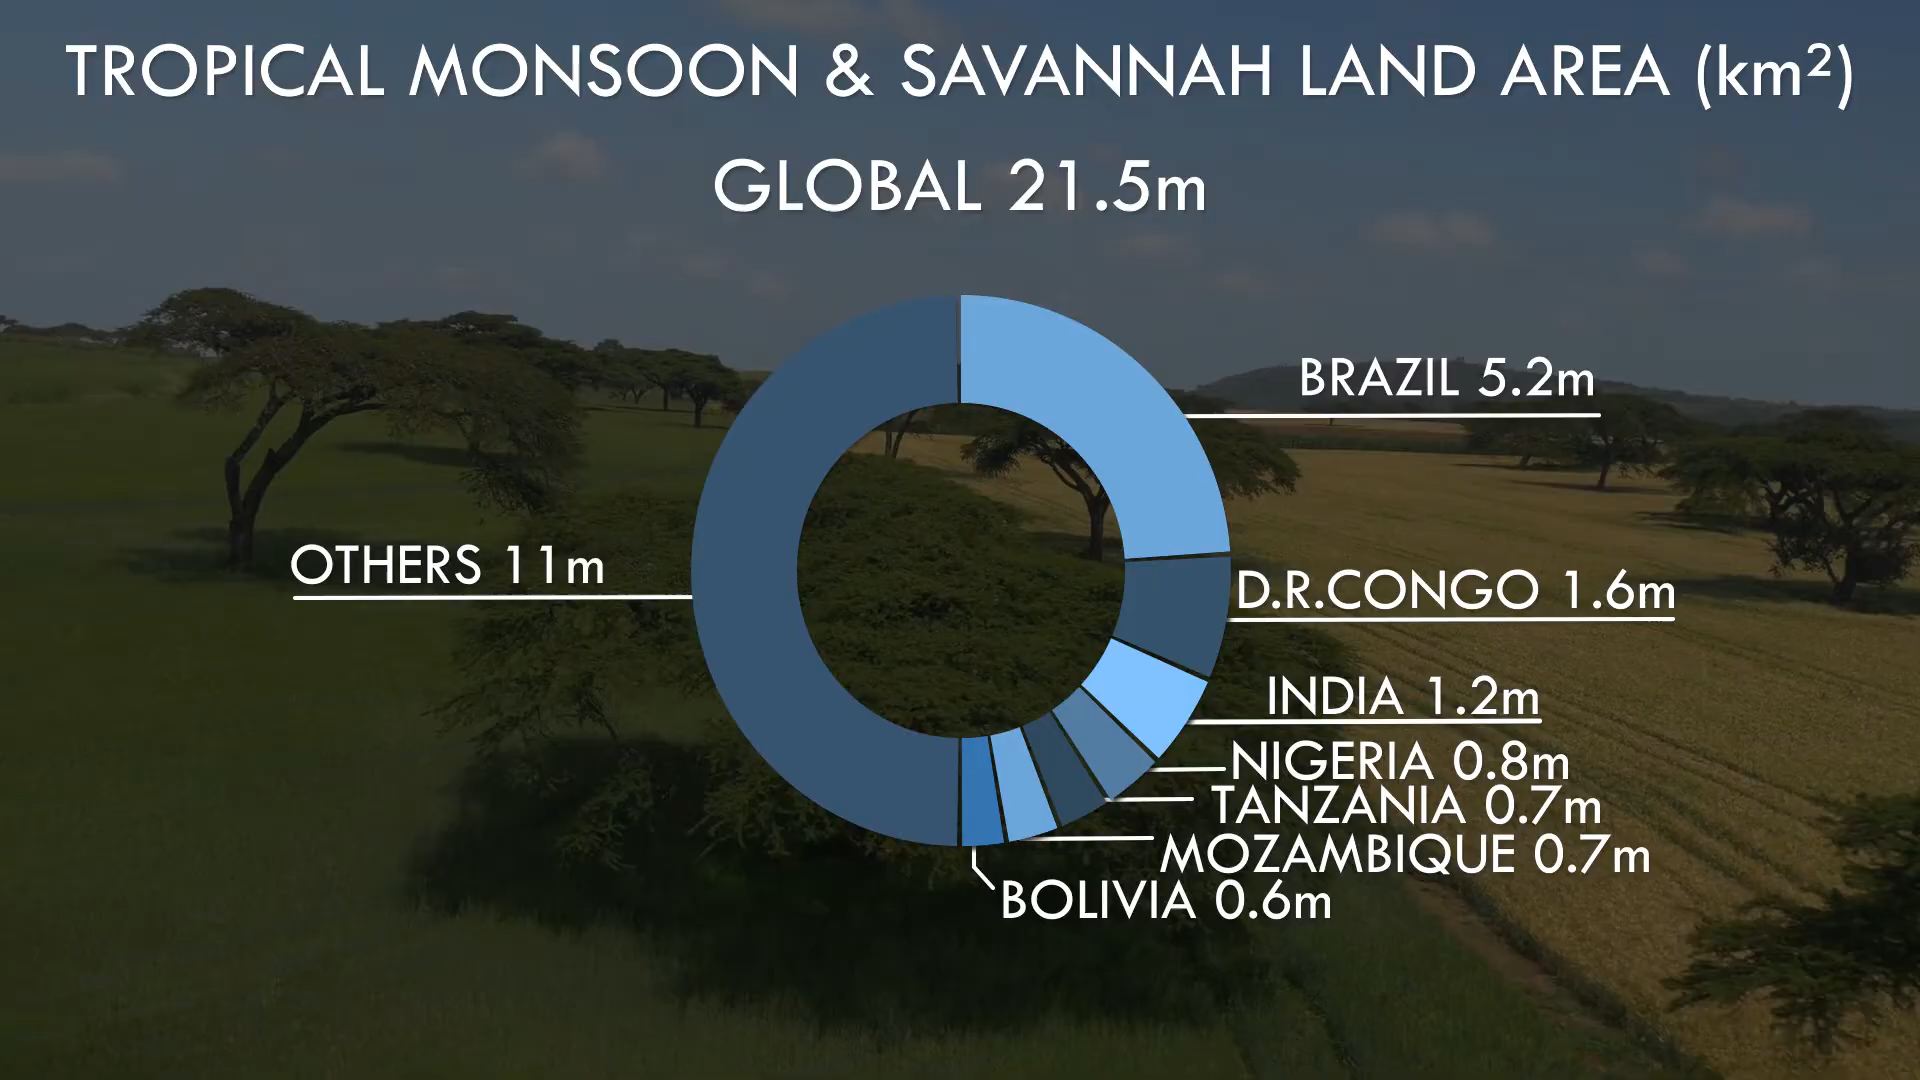 TROPICAL MONSOON & SAVANNAH LAND AREA (km²)
GLOBAL 21.5m
BRAZIL 5.2m
OTHERS 11m
D.R.CONGO 1.6m
INDIA 1.2m
NIGERIA 0.8m
TANZANIA 0.7m
MOZAMBIQUE 0.7m
BOLIVIA 0.6m